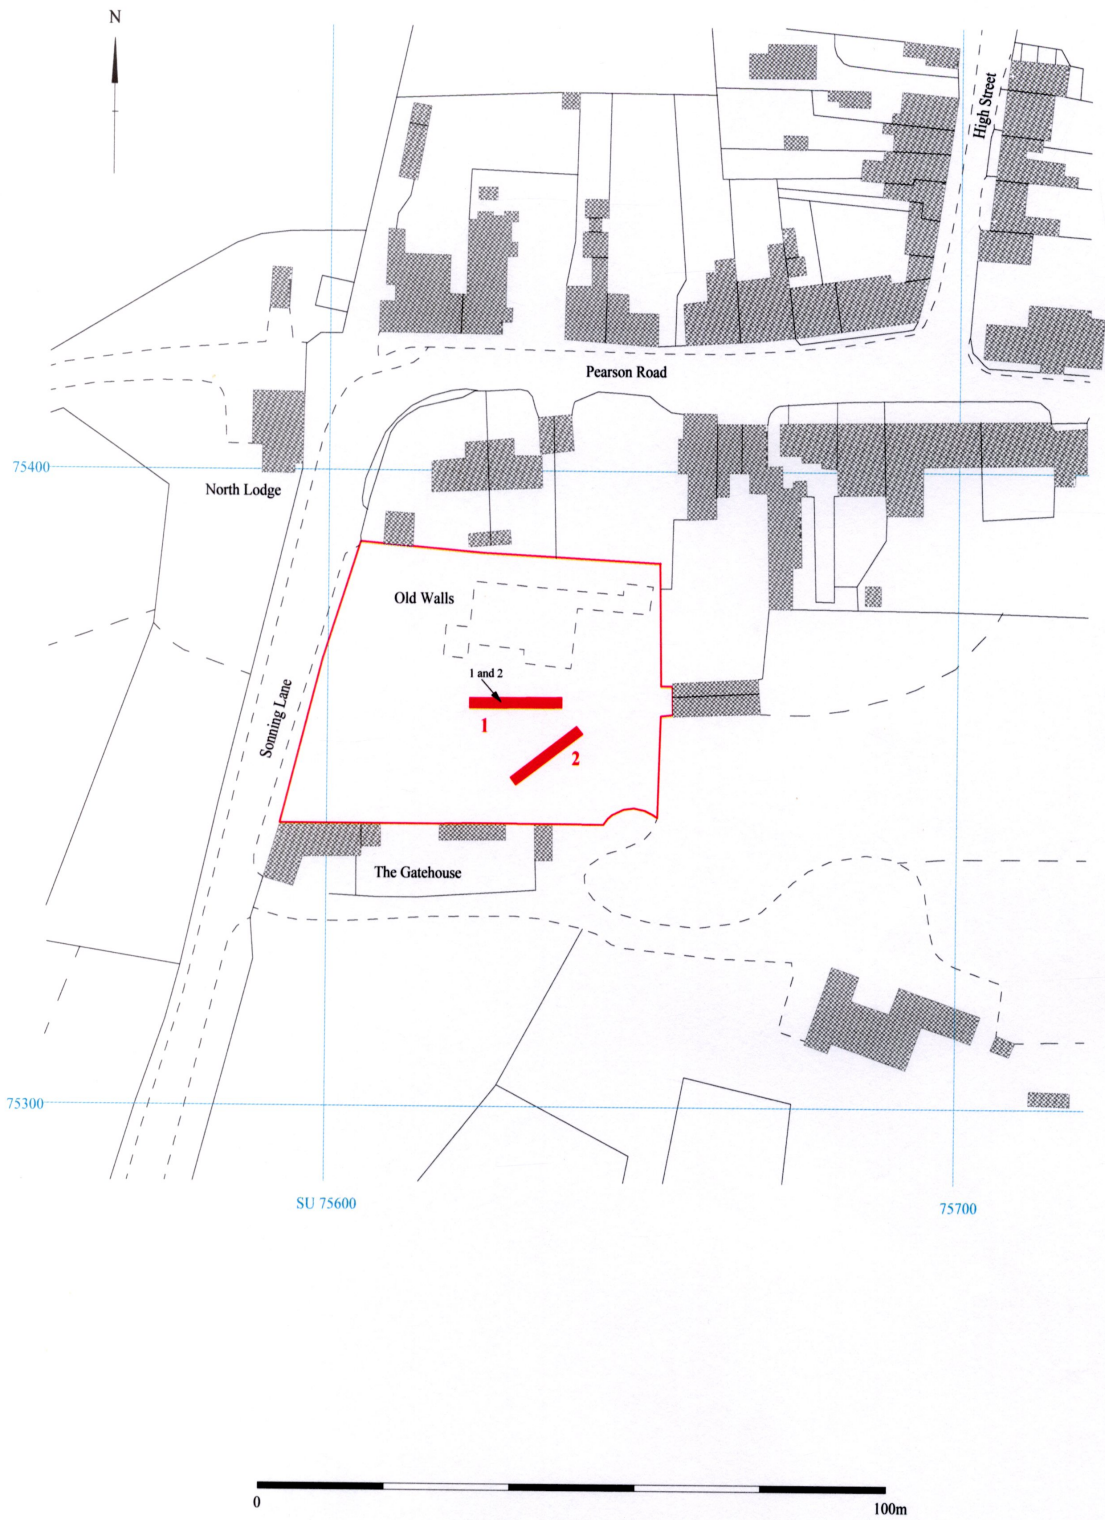 N
High Street
Pearson Road
75400
North Lodge
Old Walls
1 and 2
1
2
Sonning Lane
The Gatehouse
75300
SU 75600
75700
0
100m